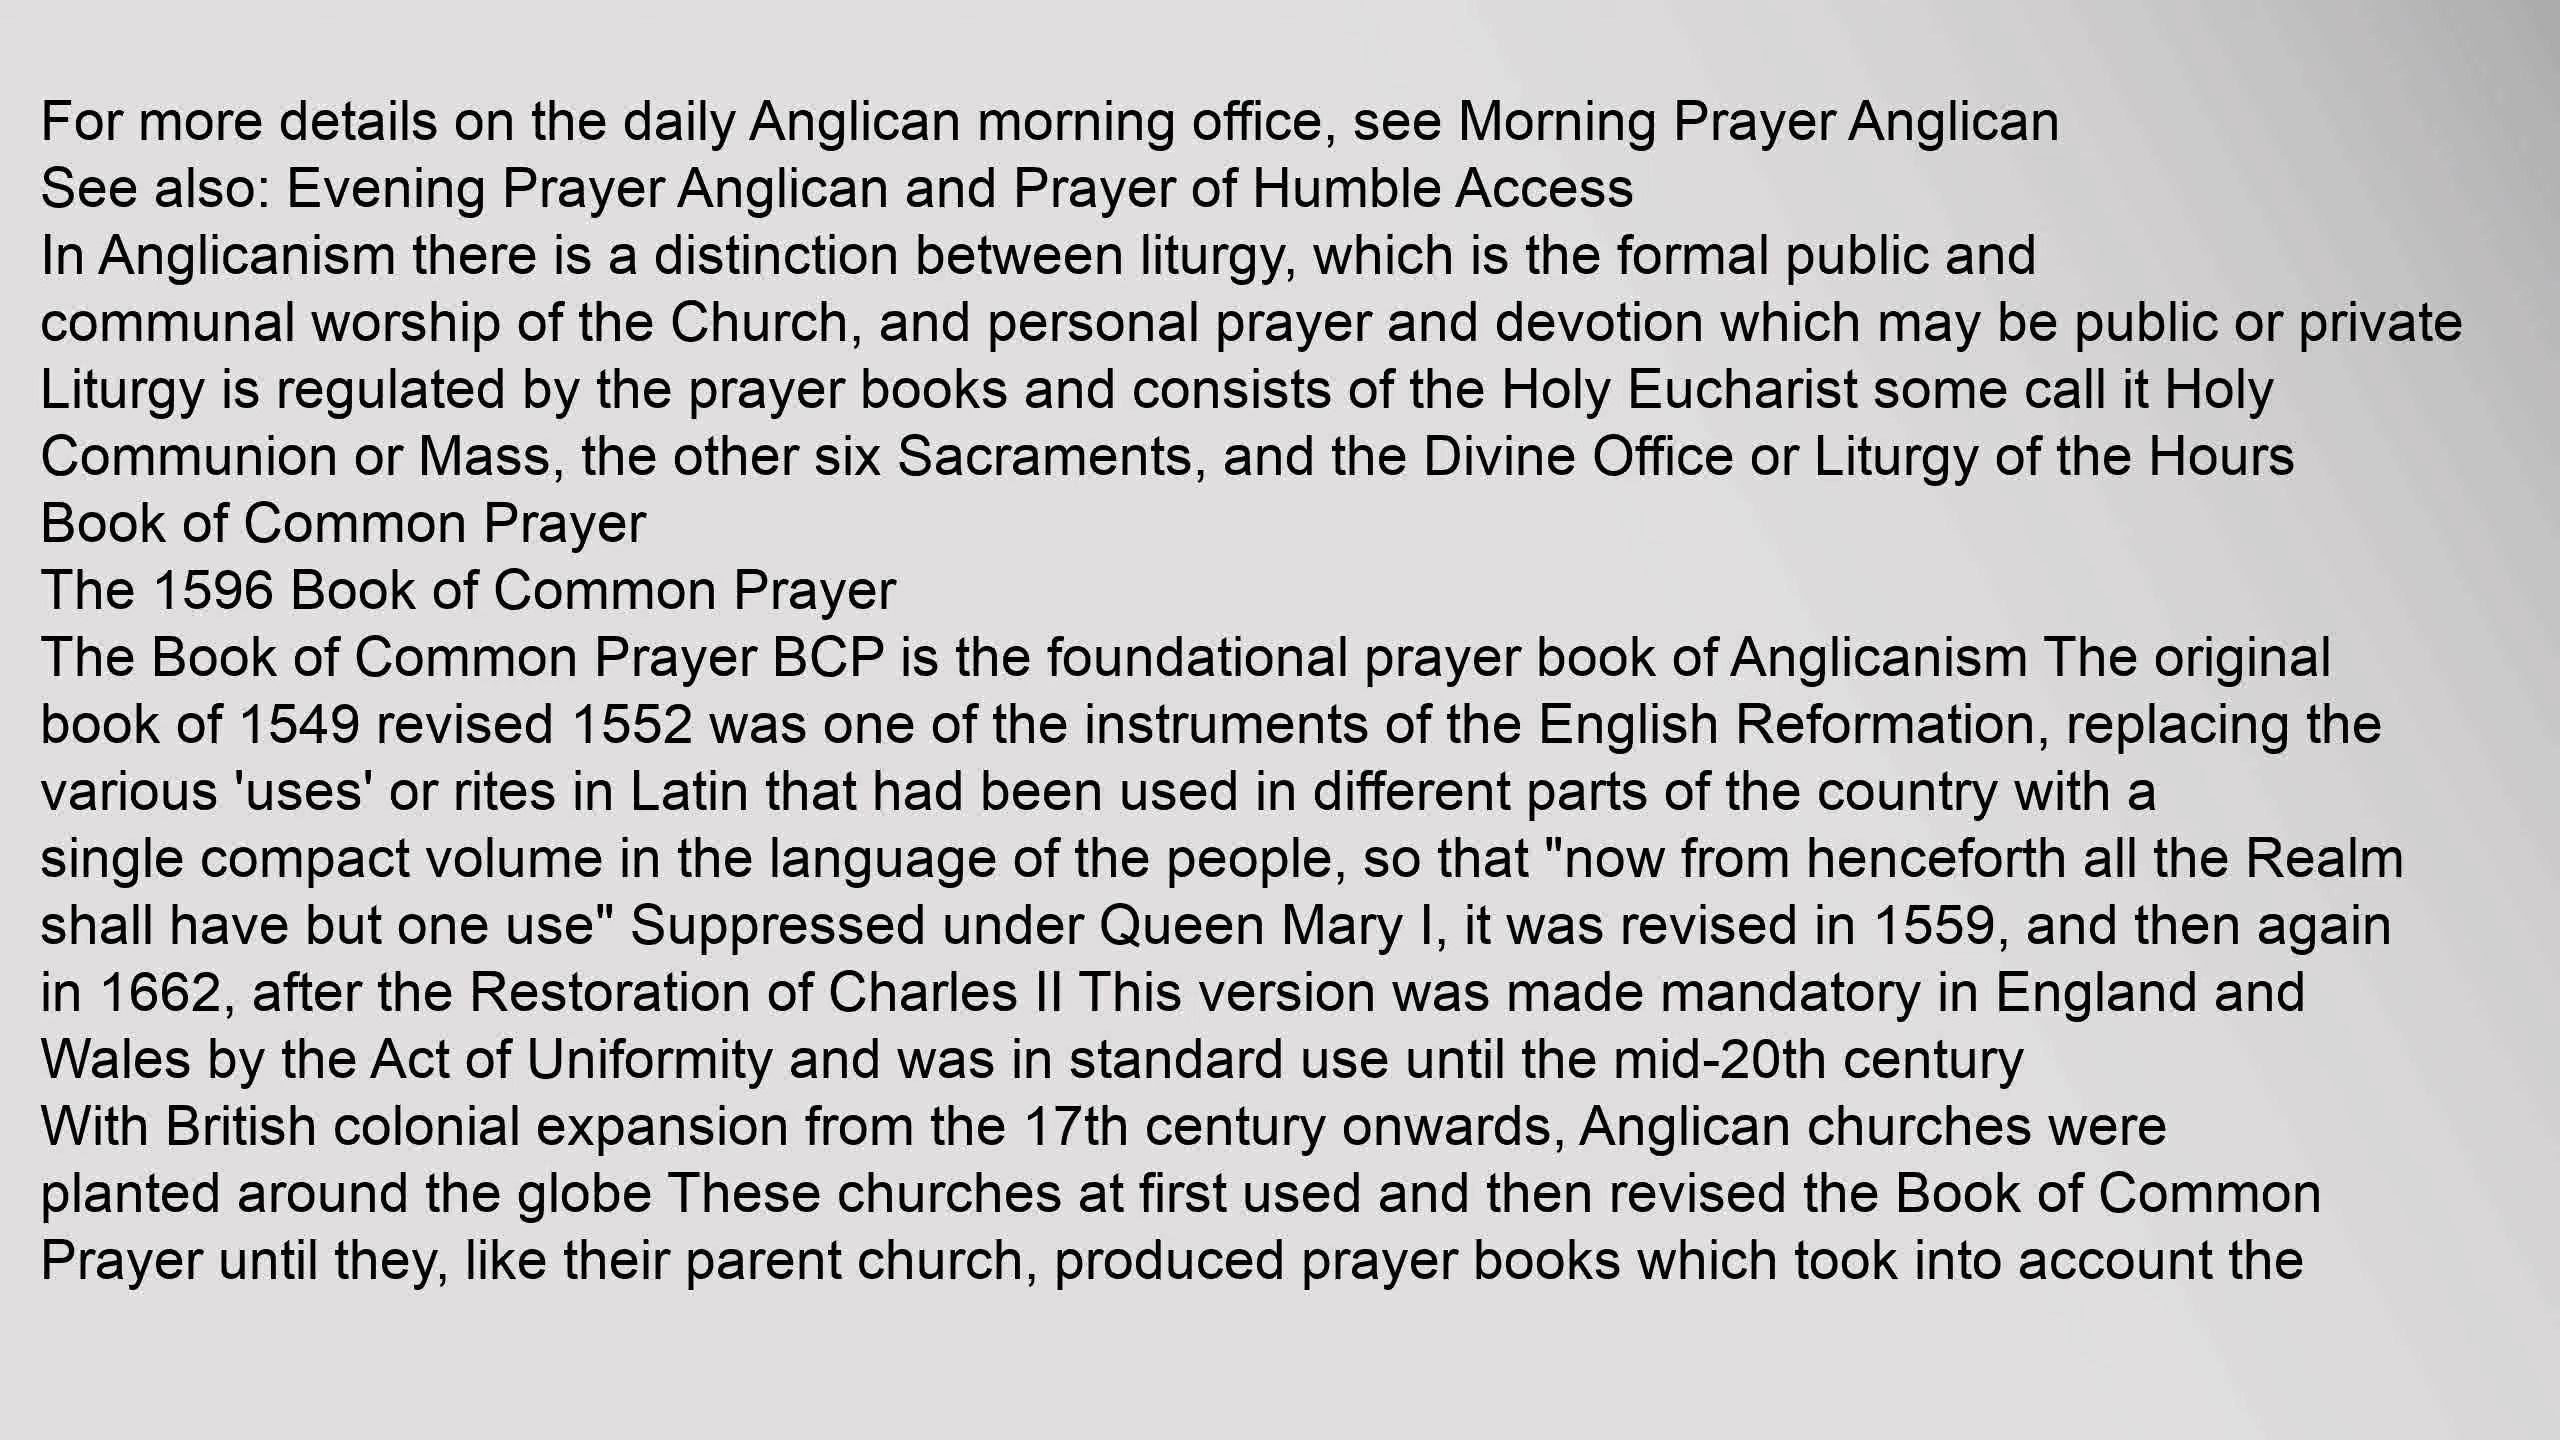 For more details on the daily Anglican morning office, see Morning Prayer Anglican
See also: Evening Prayer Anglican and Prayer of Humble Access
In Anglicanism there is a distinction between liturgy, which is the formal public and
communal worship of the Church, and personal prayer and devotion which may be public or private
Liturgy is regulated by the prayer books and consists of the Holy Eucharist some call it Holy
Communion or Mass, the other six Sacraments, and the Divine Office or Liturgy of the Hours
Book of Common Prayer
The 1596 Book of Common Prayer
The Book of Common Prayer BCP is the foundational prayer book of Anglicanism The original
book of 1549 revised 1552 was one of the instruments of the English Reformation, replacing the
various 'uses' or rites in Latin that had been used in different parts of the country with a
single compact volume in the language of the people, so that "now from henceforth all the Realm
shall have but one use" Suppressed under Queen Mary I, it was revised in 1559, and then again
in 1662, after the Restoration of Charles II This version was made mandatory in England and
Wales by the Act of Uniformity and was in standard use until the mid-20th century
With British colonial expansion from the 17th century onwards, Anglican churches were
planted around the globe These churches at first used and then revised the Book of Common
Prayer until they, like their parent church, produced prayer books which took into account the